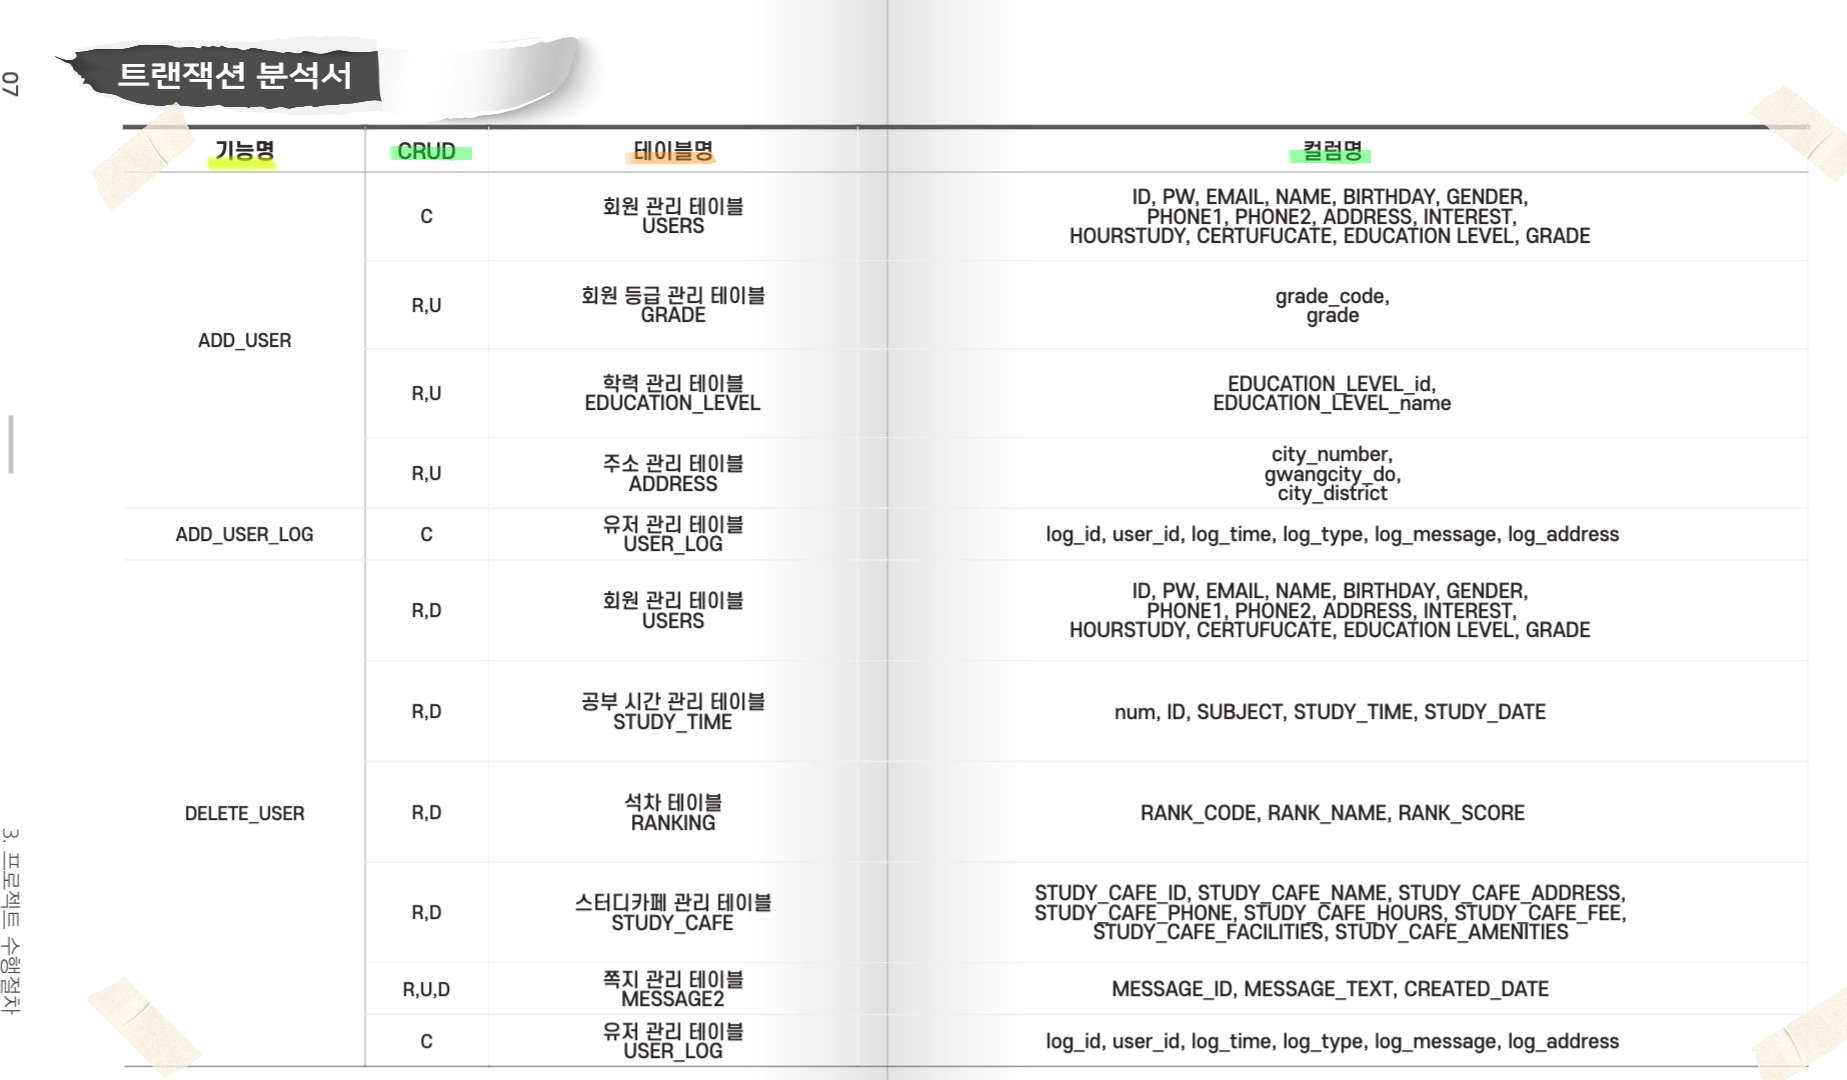 07
트랜잭션 분석서
기능명 CRUD 테이블명 컬럼명
ADD_USER
C
회원 관리 테이블
USERS
ID, PW, EMAIL, NAME, BIRTHDAY, GENDER,
PHONE1, PHONE2, ADDRESS, INTEREST,
HOURSTUDY, CERTUFUCATE, EDUCATION LEVEL, GRADE
R,U
회원 등급 관리 테이블
GRADE
grade_code,
grade
R,U
학력 관리 테이블
EDUCATION_LEVEL
EDUCATION_LEVEL_id,
EDUCATION_LEVEL_name
R,U
주소 관리 테이블
ADDRESS
city_number,
gwangcity_do,
city_district
ADD_USER_LOG
C
유저 관리 테이블
USER_LOG
log_id, user_id, log_time, log_type, log_message, log_address
DELETE_USER
R,D
회원 관리 테이블
USERS
ID, PW, EMAIL, NAME, BIRTHDAY, GENDER,
PHONE1, PHONE2, ADDRESS, INTEREST,
HOURSTUDY, CERTUFUCATE, EDUCATION LEVEL, GRADE
R,D
공부 시간 관리 테이블
STUDY_TIME
num, ID, SUBJECT, STUDY_TIME, STUDY_DATE
R,D
석차 테이블
RANKING
RANK_CODE, RANK_NAME, RANK_SCORE
R,D
스터디카페 관리 테이블
STUDY_CAFE
STUDY_CAFE_ID, STUDY_CAFE_NAME, STUDY_CAFE_ADDRESS,
STUDY_CAFE_PHONE, STUDY_CAFE_HOURS, STUDY_CAFE_FEE,
STUDY_CAFE_FACILITIES, STUDY_CAFE_AMENITIES
R,U,D
쪽지 관리 테이블
MESSAGE2
MESSAGE_ID, MESSAGE_TEXT, CREATED_DATE
C
유저 관리 테이블
USER_LOG
log_id, user_id, log_time, log_type, log_message, log_address
3. 프로젝트 수행절차